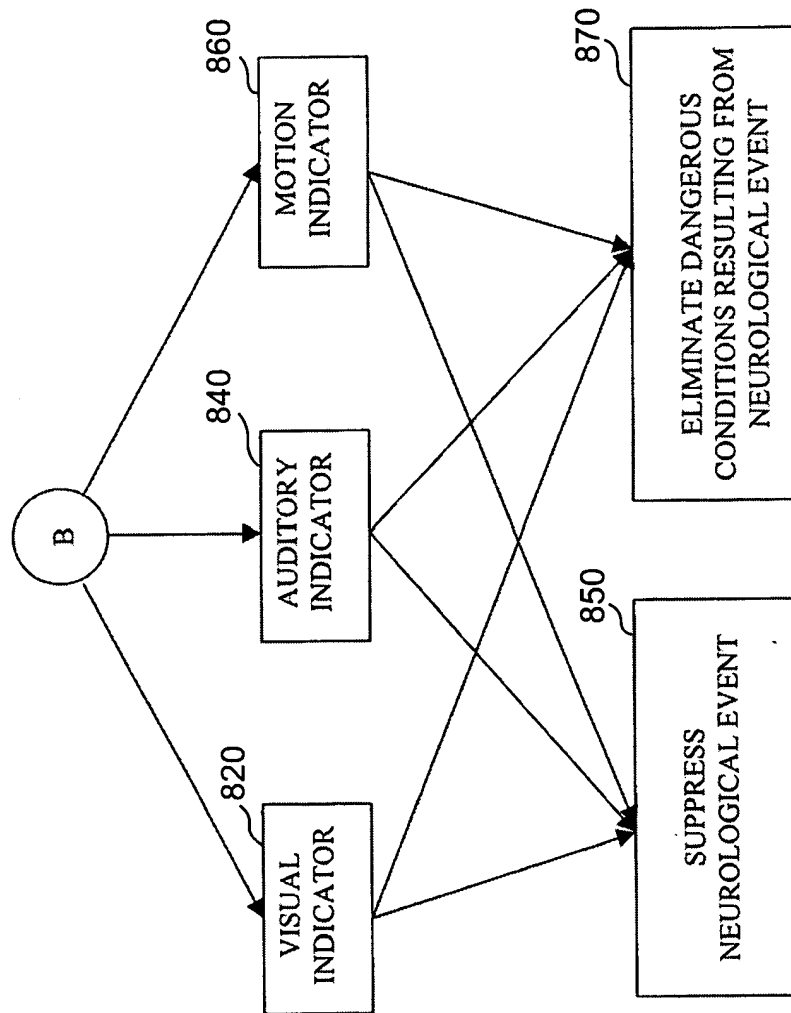 B
820
VISUAL
INDICATOR
840
AUDITORY
INDICATOR
860
MOTION
INDICATOR
850
SUPPRESS
NEUROLOGICAL EVENT
870
ELIMINATE DANGEROUS
CONDITIONS RESULTING FROM
NEUROLOGICAL EVENT